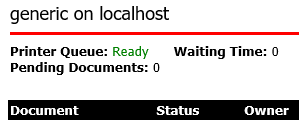 generic on localhost
Printer Queue: Ready Waiting Time: 0
Pending Documents: 0
Document Status Owner